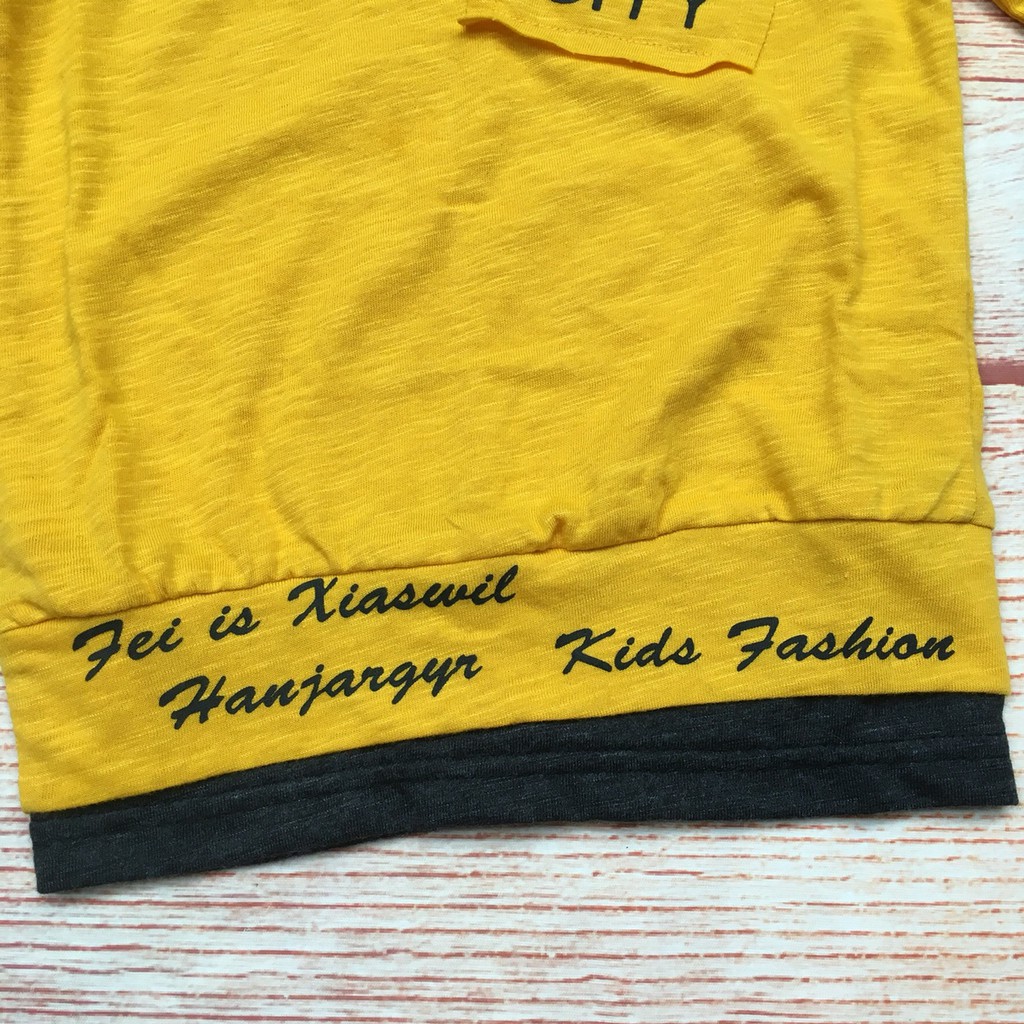 Fei is Xiaswil
Hanjargyr
Kids Fashion